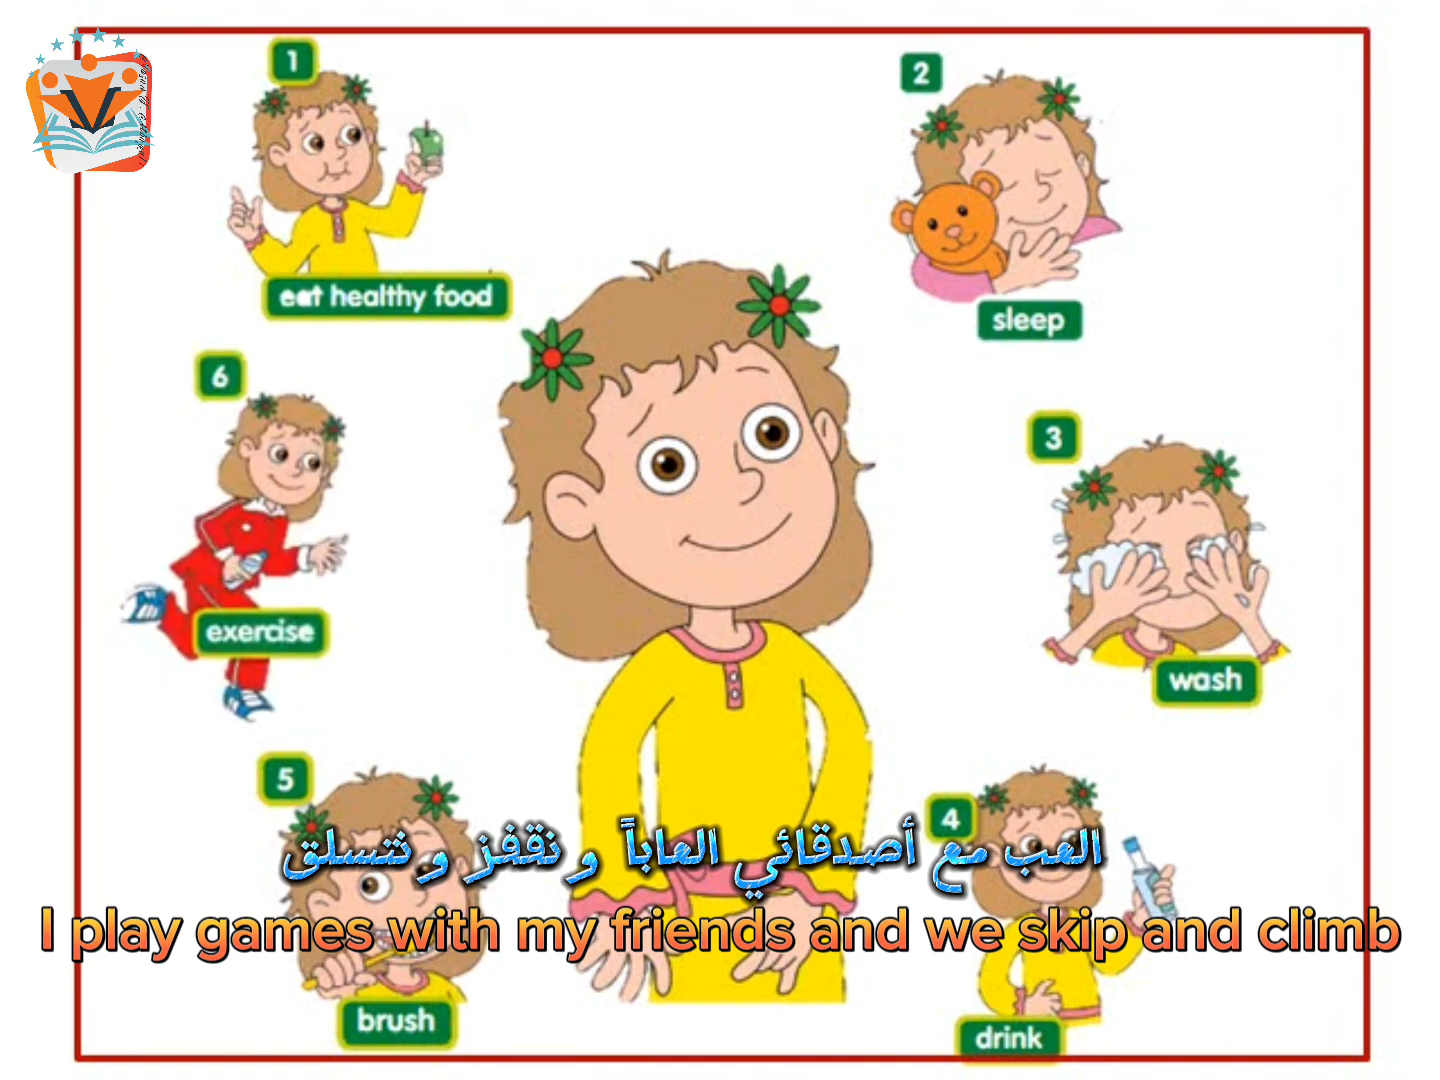 1
2
eat healthy food
sleep
6
3
exercise
wash
5
4
العب مع أصدقائي العاباً و نقفز و نتسلق
I play games with my friends and we skip and climb
brush
drink